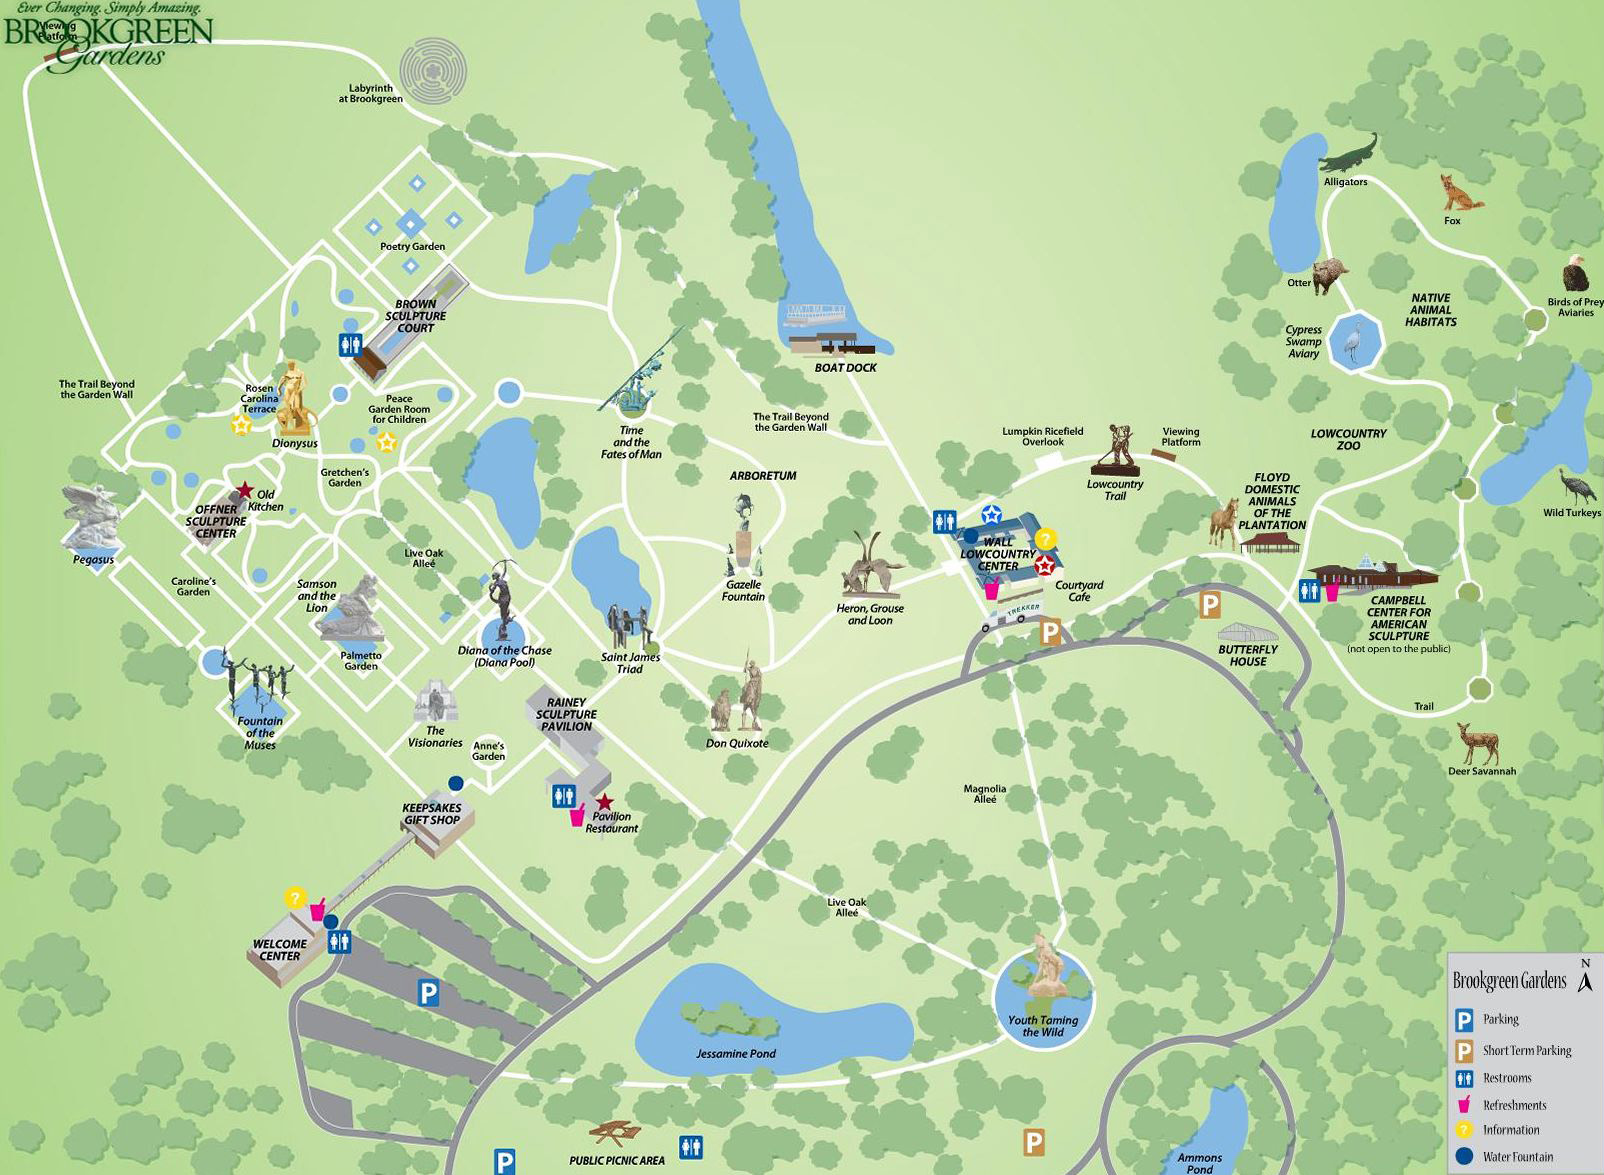 Ever Changing. Simply Amazing.
BROOKGREEN
Gardens
Viewing
Platform
Labyrinth
at Brookgreen
Poetry Garden
BROWN
SCULPTURE
COURT
The Trail Beyond
the Garden Wall
Rosen
Carolina
Terrace
Dionysus
Peace
Garden Room
for Children
Gretchen's
Garden
Old
Kitchen
OFFNER
SCULPTURE
CENTER
Pegasus
Caroline's
Garden
Live Oak
Alleé
Samson
and the
Lion
Palmetto
Garden
Fountain
of the
Muses
Diana of the Chase
(Diana Pool)
The
Visionaries
Anne's
Garden
RAINEY
SCULPTURE
PAVILION
Saint James
Triad
Don Quixote
Time
and the
Fates of Man
ARBORETUM
Gazelle
Fountain
Heron, Grouse
and Loon
The Trail Beyond
the Garden Wall
BOAT DOCK
Lumpkin Ricefield
Overlook
Viewing
Platform
Lowcountry
Trail
WALL
LOWCOUNTRY
CENTER
?
Courtyard
Cafe
TREKKER
P
P
FLOYD
DOMESTIC
ANIMALS
OF THE
PLANTATION
BUTTERFLY
HOUSE
LOWCOUNTRY
ZOO
NATIVE
ANIMAL
HABITATS
Cypress
Swamp
Aviary
Otter
Alligators
Fox
Birds of Prey
Aviaries
Wild Turkeys
CAMPBELL
CENTER FOR
AMERICAN
SCULPTURE
(not open to the public)
Trail
Deer Savannah
KEEPSAKES
GIFT SHOP
Pavilion
Restaurant
?
WELCOME
CENTER
P
Magnolia
Alleé
Live Oak
Alleé
Youth Taming
the Wild
Jessamine Pond
PUBLIC PICNIC AREA
P
P
Ammons
Pond
N
Brookgreen Gardens
P Parking
P Short Term Parking
Restrooms
Refreshments
? Information
Water Fountain